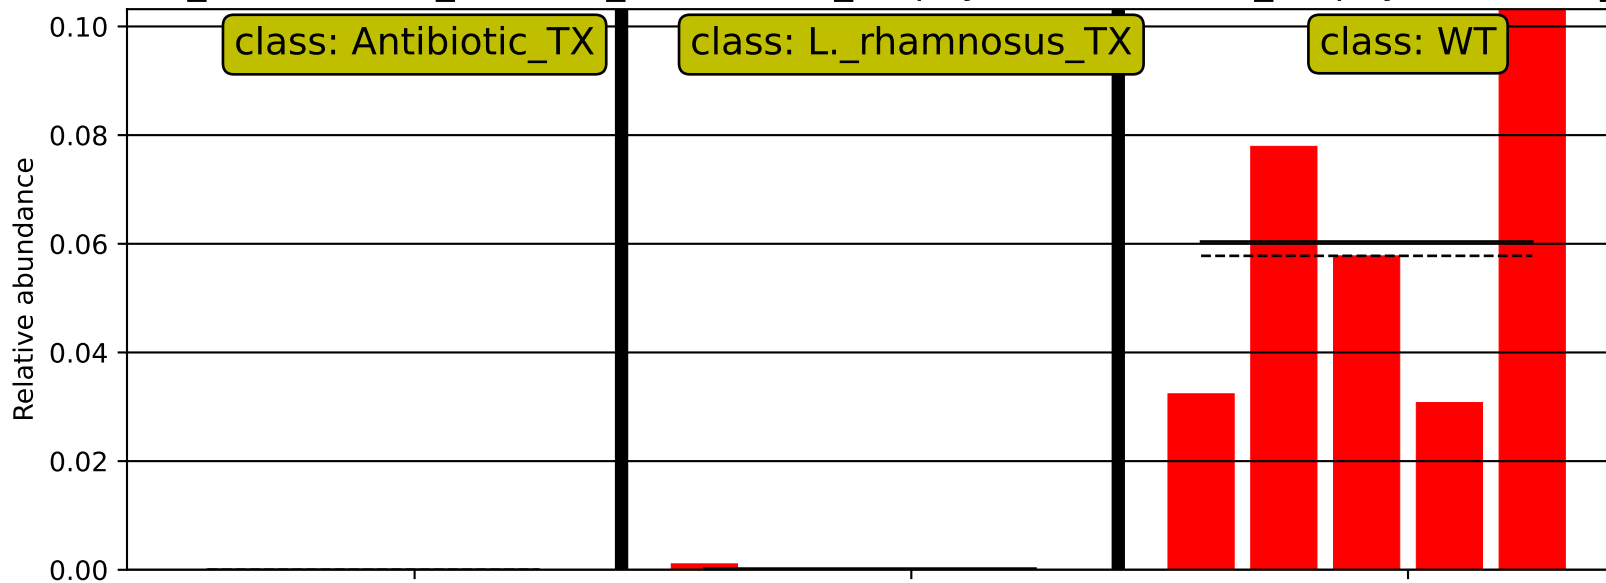 class: Antibiotic_TX
class: L._rhamnosus_TX
class: WT
Relative abundance
0.10
0.08
0.06
0.04
0.02
0.00